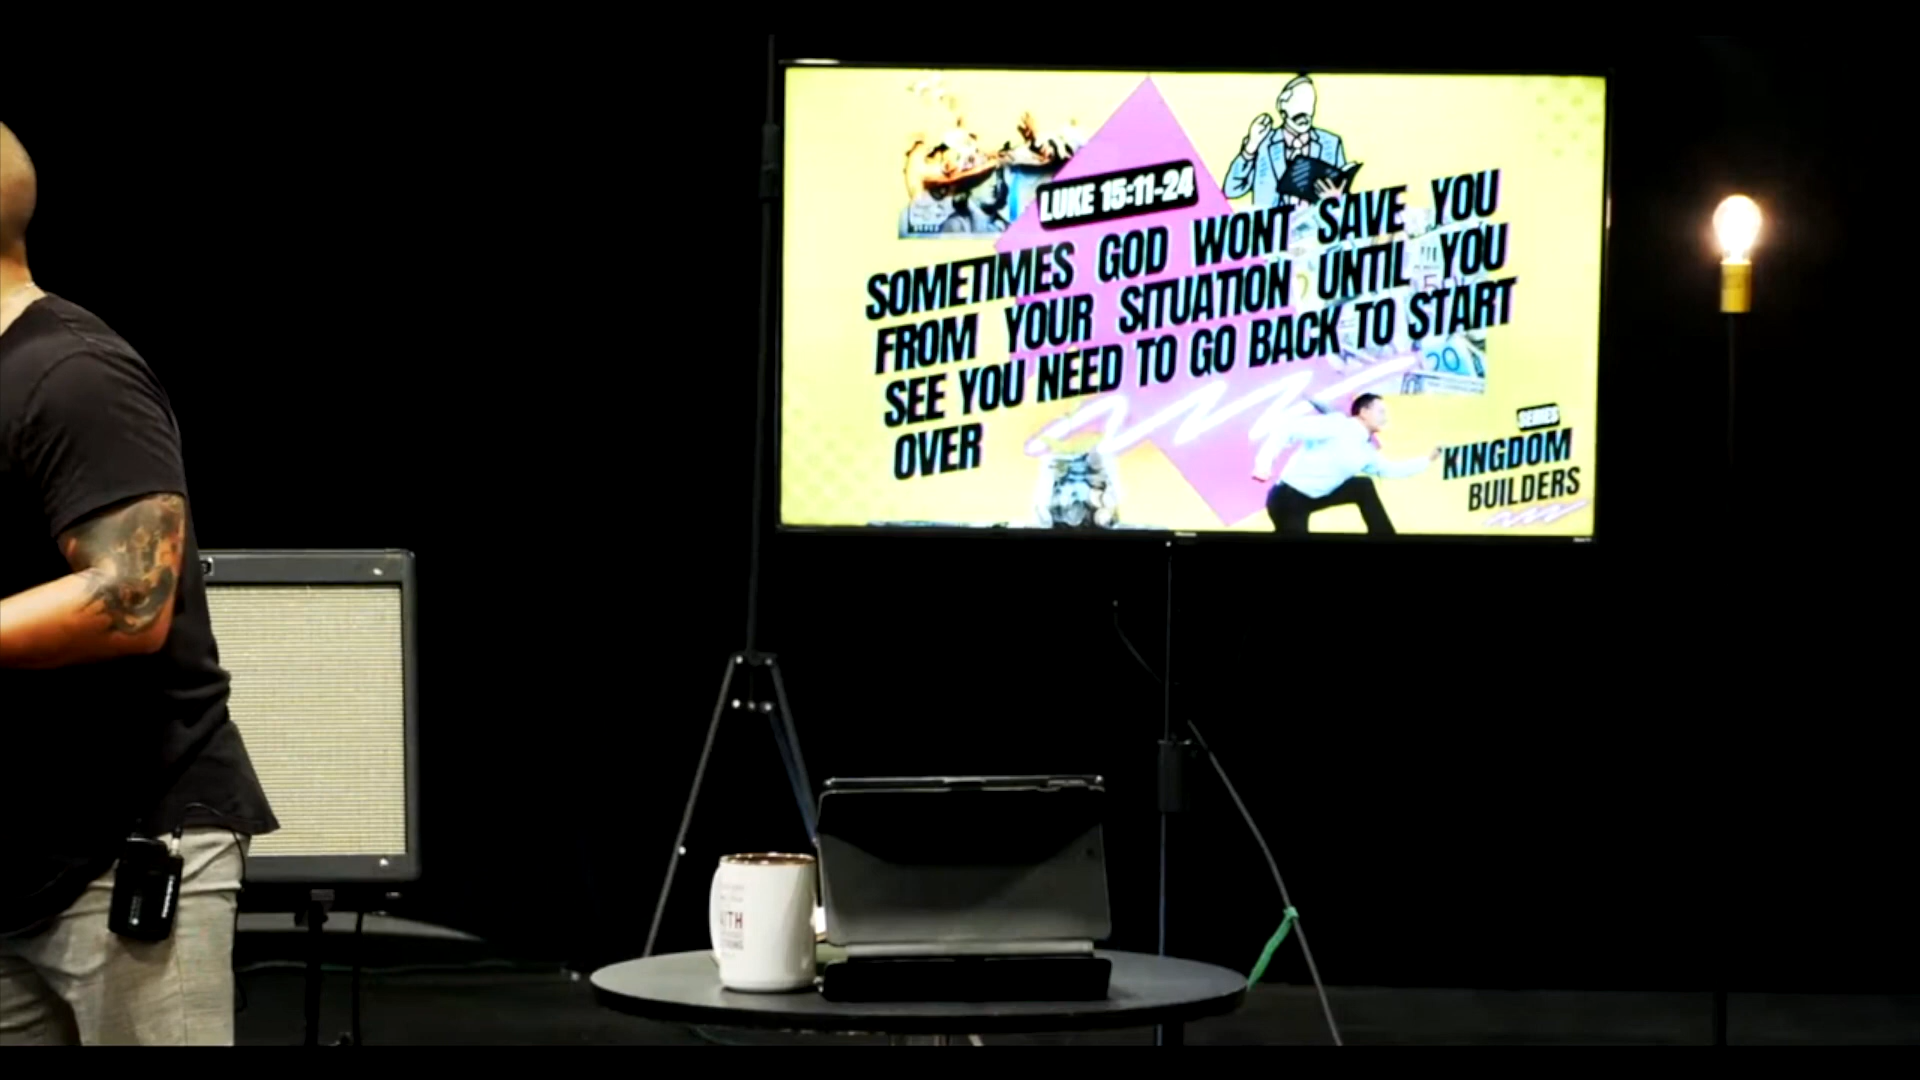 LUKE 15:11-24
SOMETIMES GOD WONT SAVE YOU
FROM YOUR SITUATION UNTIL YOU
SEE YOU NEED TO GO BACK TO START
OVER
SERIES
KINGDOM
BUILDERS
20